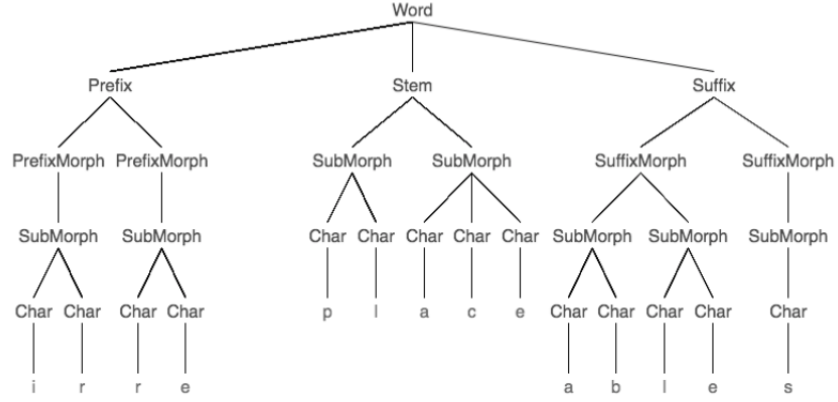 Word
Prefix Stem Suffix
PrefixMorph PrefixMorph SubMorph SubMorph SuffixMorph SuffixMorph
SubMorph SubMorph Char Char Char Char Char SubMorph SubMorph SubMorph
Char Char Char Char p l a c e Char Char Char Char Char
i r r e a b l e s